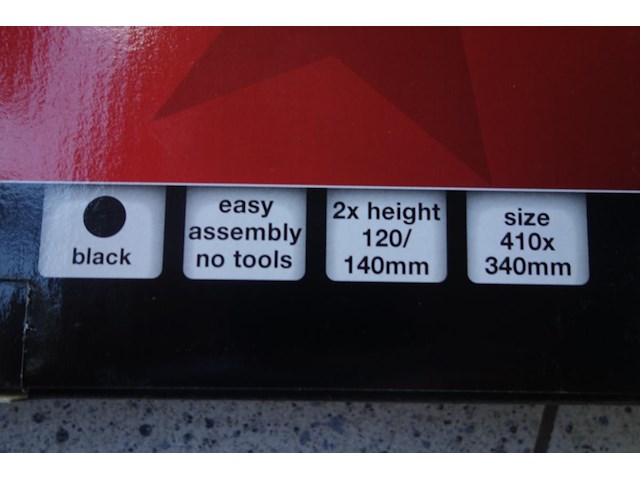 black
easy
assembly
no tools
2x height
120/
140mm
size
410x
340mm